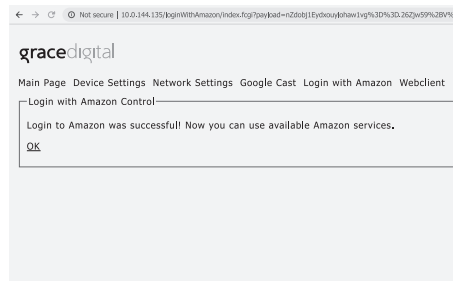 Not secure | 10.0.144.135/loginWithAmazon/index.fcgi?payload=nZdobj1Eydxouylohaw1vg%3D%3D.26Zjw59%2BV%
gracedigital
Main Page Device Settings Network Settings Google Cast Login with Amazon Webclient
Login with Amazon Control
Login to Amazon was successful! Now you can use available Amazon services.
OK